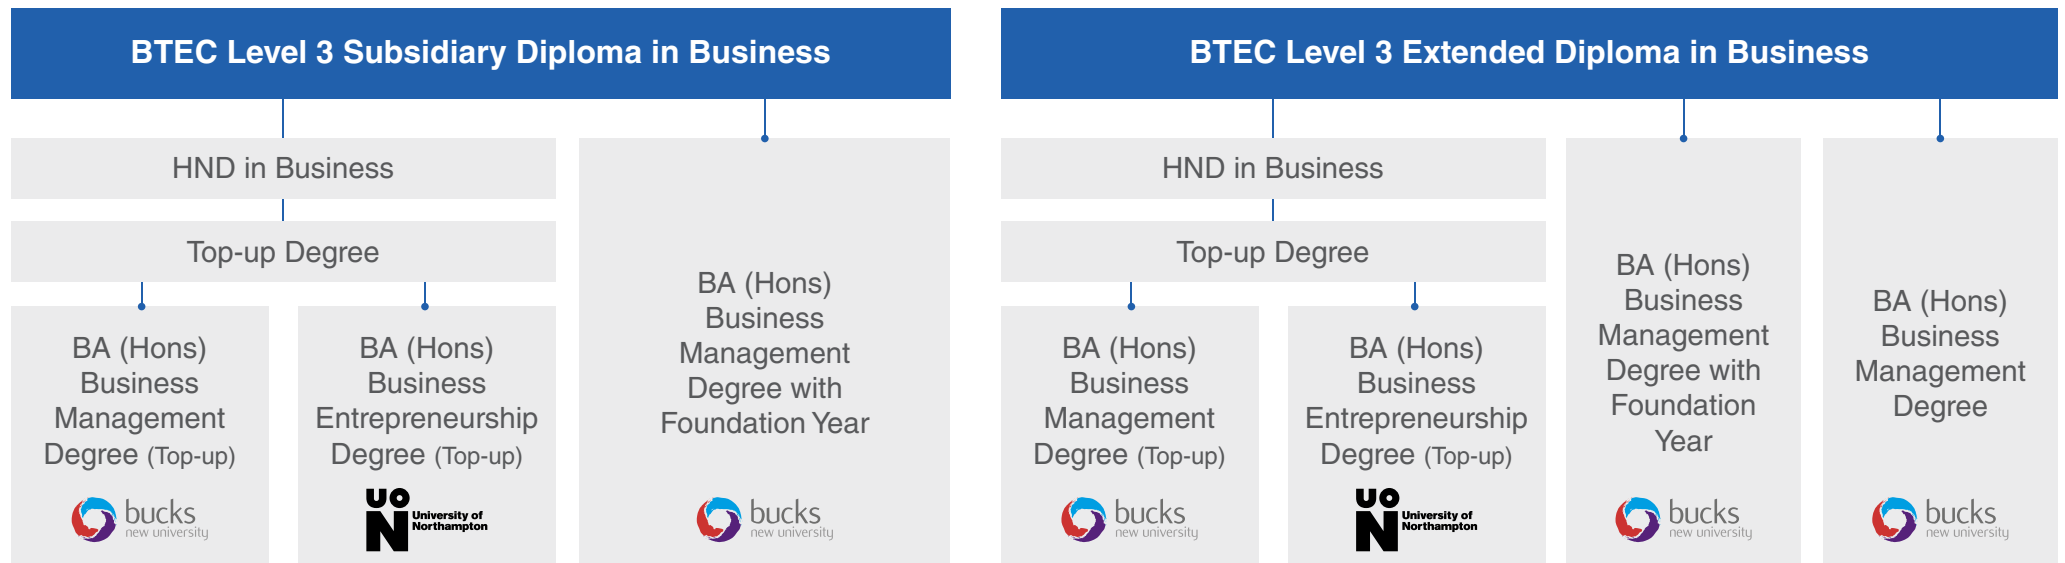 BTEC Level 3 Subsidiary Diploma in Business
HND in Business
Top-up Degree
BA (Hons)
Business
Management
Degree (Top-up)
bucks
new university
BA (Hons)
Business
Entrepreneurship
Degree (Top-up)
UON
University of
Northampton
BA (Hons)
Business
Management
Degree with
Foundation Year
bucks
new university
BTEC Level 3 Extended Diploma in Business
HND in Business
Top-up Degree
BA (Hons)
Business
Management
Degree (Top-up)
bucks
new university
BA (Hons)
Business
Entrepreneurship
Degree (Top-up)
UON
University of
Northampton
BA (Hons)
Business
Management
Degree with
Foundation
Year
bucks
new university
BA (Hons)
Business
Management
Degree
bucks
new university